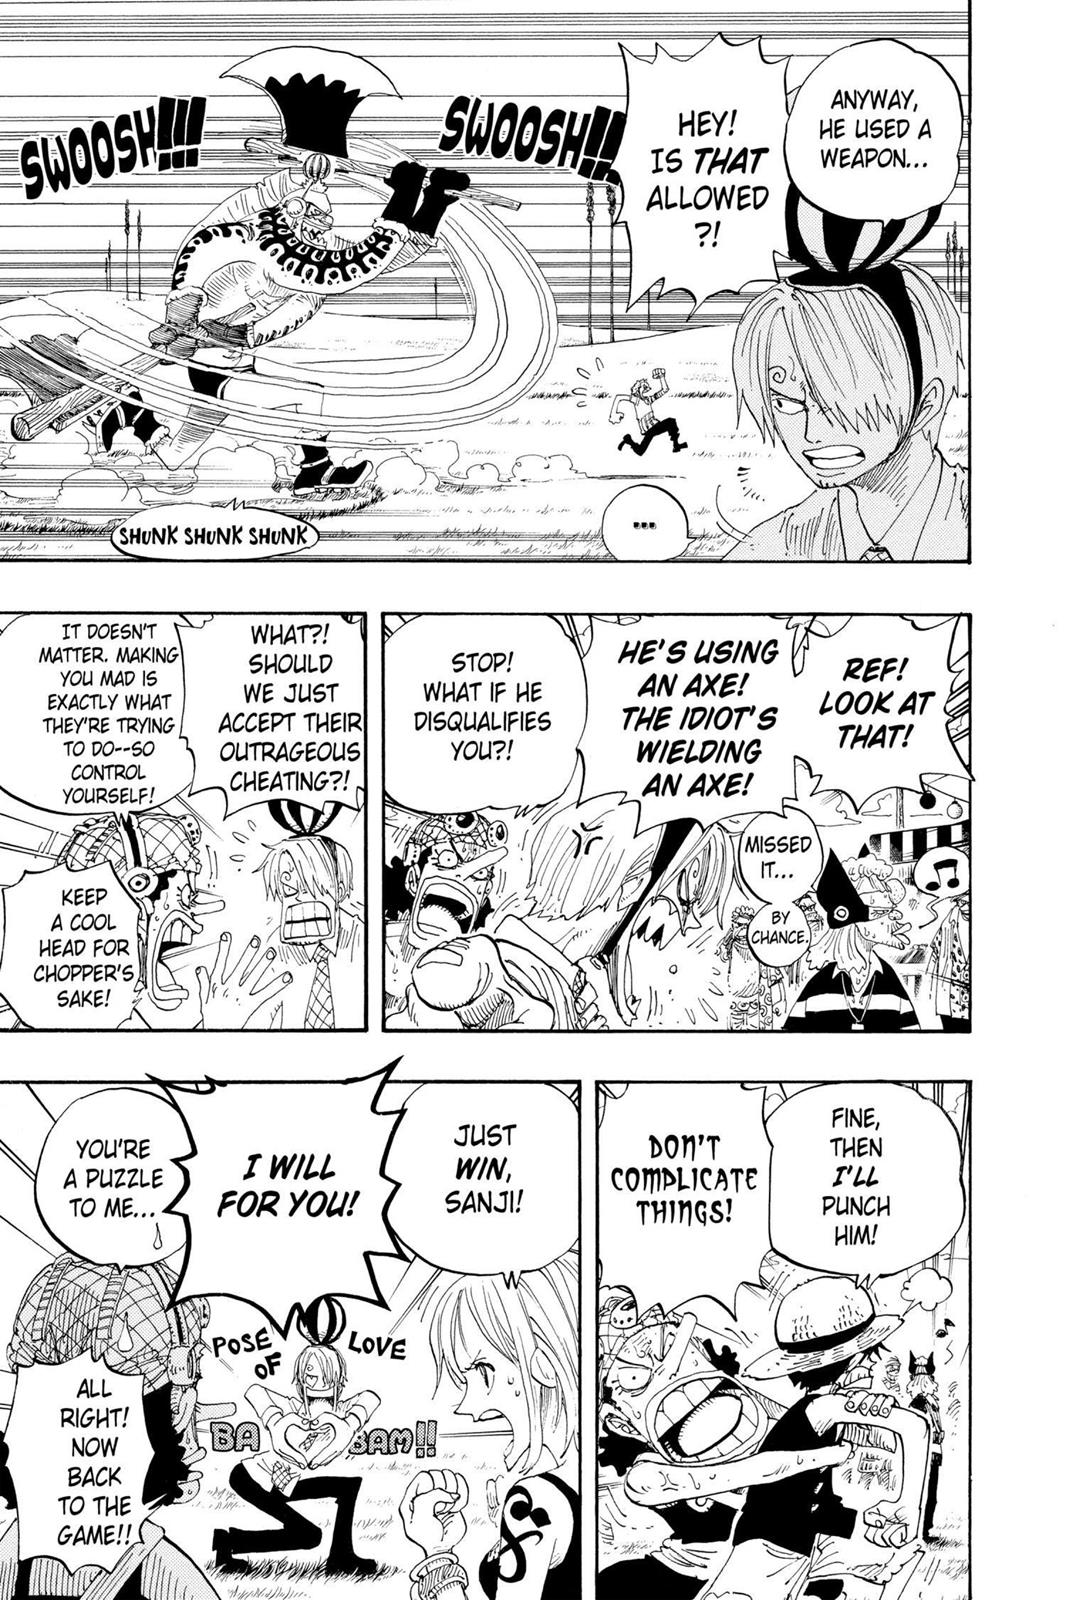 ANYWAY,
HE USED A
WEAPON...
HEY!
IS THAT
ALLOWED
?!
SWOOSH!!!
SWOOSH!!!
...
SHUNK SHUNK SHUNK
REF!
LOOK AT
THAT!
HE'S USING
AN AXE!
THE IDIOT'S
WIELDING
AN AXE!
MISSED
IT...
BY
CHANCE.
STOP!
WHAT IF HE
DISQUALIFIES
YOU?!
WHAT?!
SHOULD
WE JUST
ACCEPT THEIR
OUTRAGEOUS
CHEATING?!
IT DOESN'T
MATTER. MAKING
YOU MAD IS
EXACTLY WHAT
THEY'RE TRYING
TO DO--SO
CONTROL
YOURSELF!
KEEP
A COOL
HEAD FOR
CHOPPER'S
SAKE!
FINE,
THEN
I'LL
PUNCH
HIM!
DON'T
COMPLICATE
THINGS!
JUST
WIN,
SANJI!
I WILL
FOR YOU!
POSE OF LOVE
BA BAM!!
YOU'RE
A PUZZLE
TO ME...
ALL
RIGHT!
NOW
BACK
TO THE
GAME!!